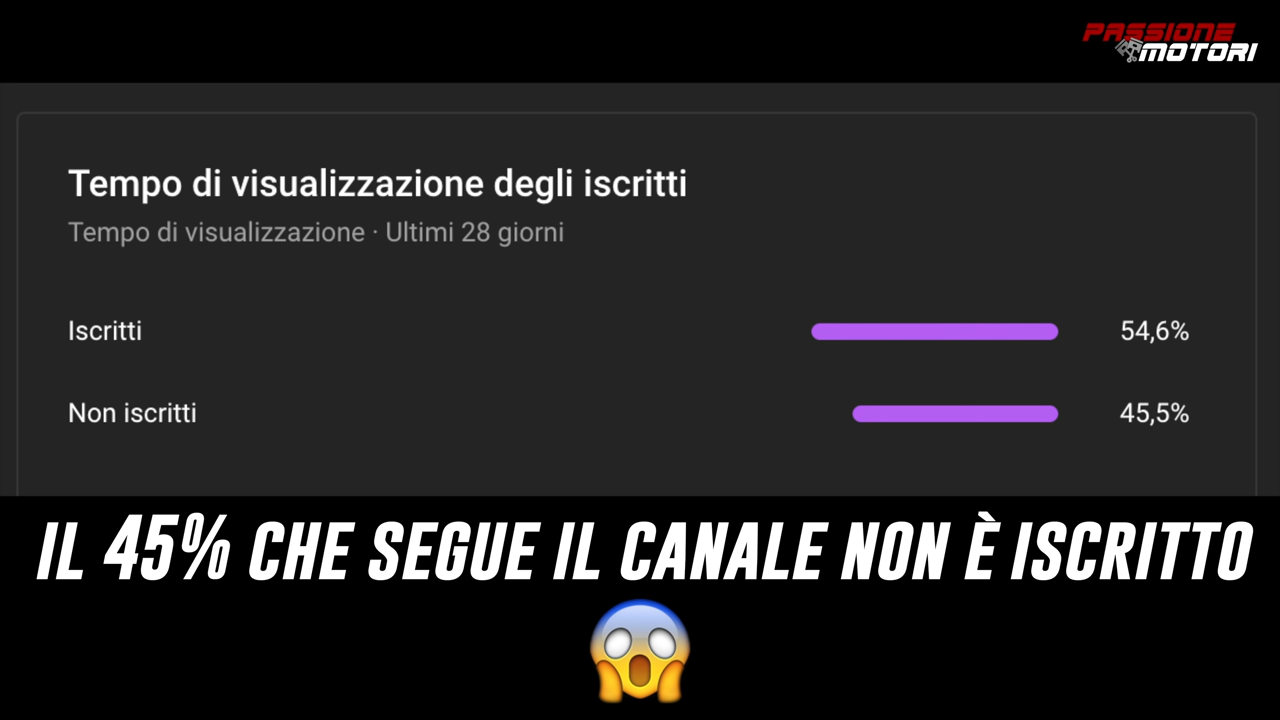 PASSIONE
MOTORI
Tempo di visualizzazione degli iscritti
Tempo di visualizzazione · Ultimi 28 giorni
Iscritti 54,6%
Non iscritti 45,5%
IL 45% CHE SEGUE IL CANALE NON È ISCRITTO